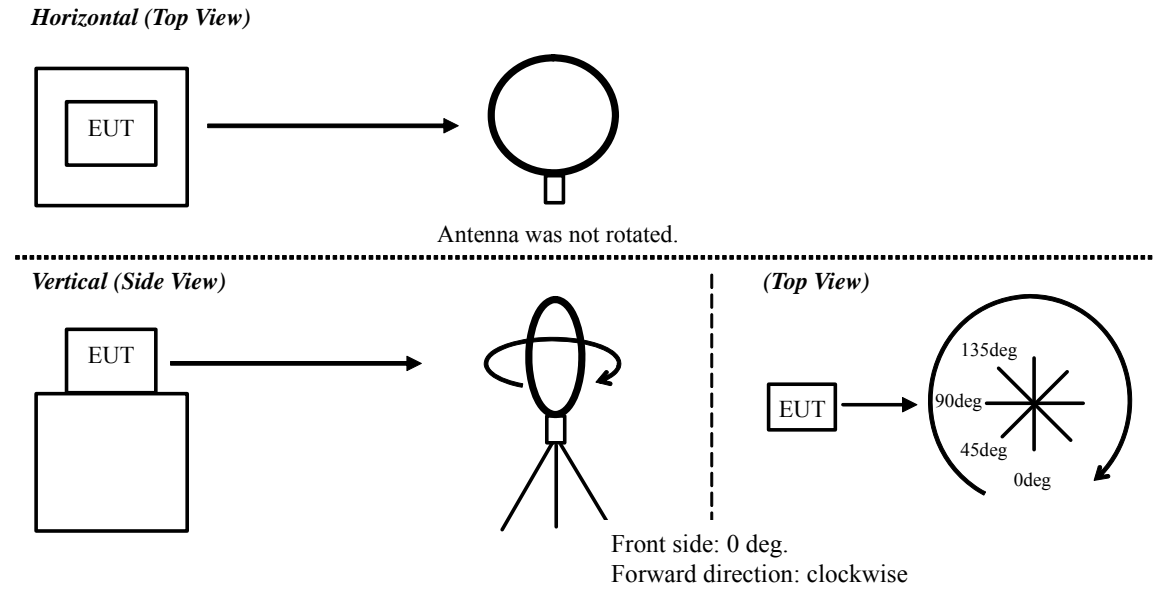 Horizontal (Top View)
EUT
Antenna was not rotated.
Vertical (Side View)
EUT
(Top View)
135deg
90deg
EUT
45deg
0deg
Front side: 0 deg.
Forward direction: clockwise